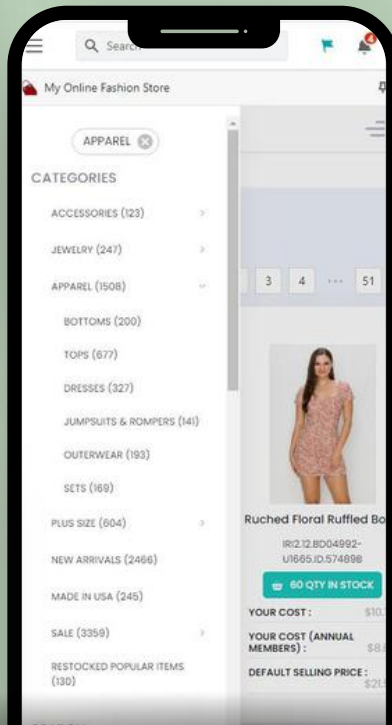 Search
4
My Online Fashion Store
APPAREL
CATEGORIES
ACCESSORIES (123)
JEWELRY (247)
APPAREL (1508)
BOTTOMS (200)
TOPS (677)
DRESSES (327)
JUMPSUITS & ROMPERS (141)
OUTERWEAR (193)
SETS (169)
PLUS SIZE (604)
NEW ARRIVALS (2466)
MADE IN USA (245)
SALE (3359)
RESTOCKED POPULAR ITEMS
(130)
3 4 ... 51
Ruched Floral Ruffled Bo
IRI2.12.BD04992-
U1665.ID.574898
60 QTY IN STOCK
YOUR COST :
YOUR COST (ANNUAL
MEMBERS) :
DEFAULT SELLING PRICE :